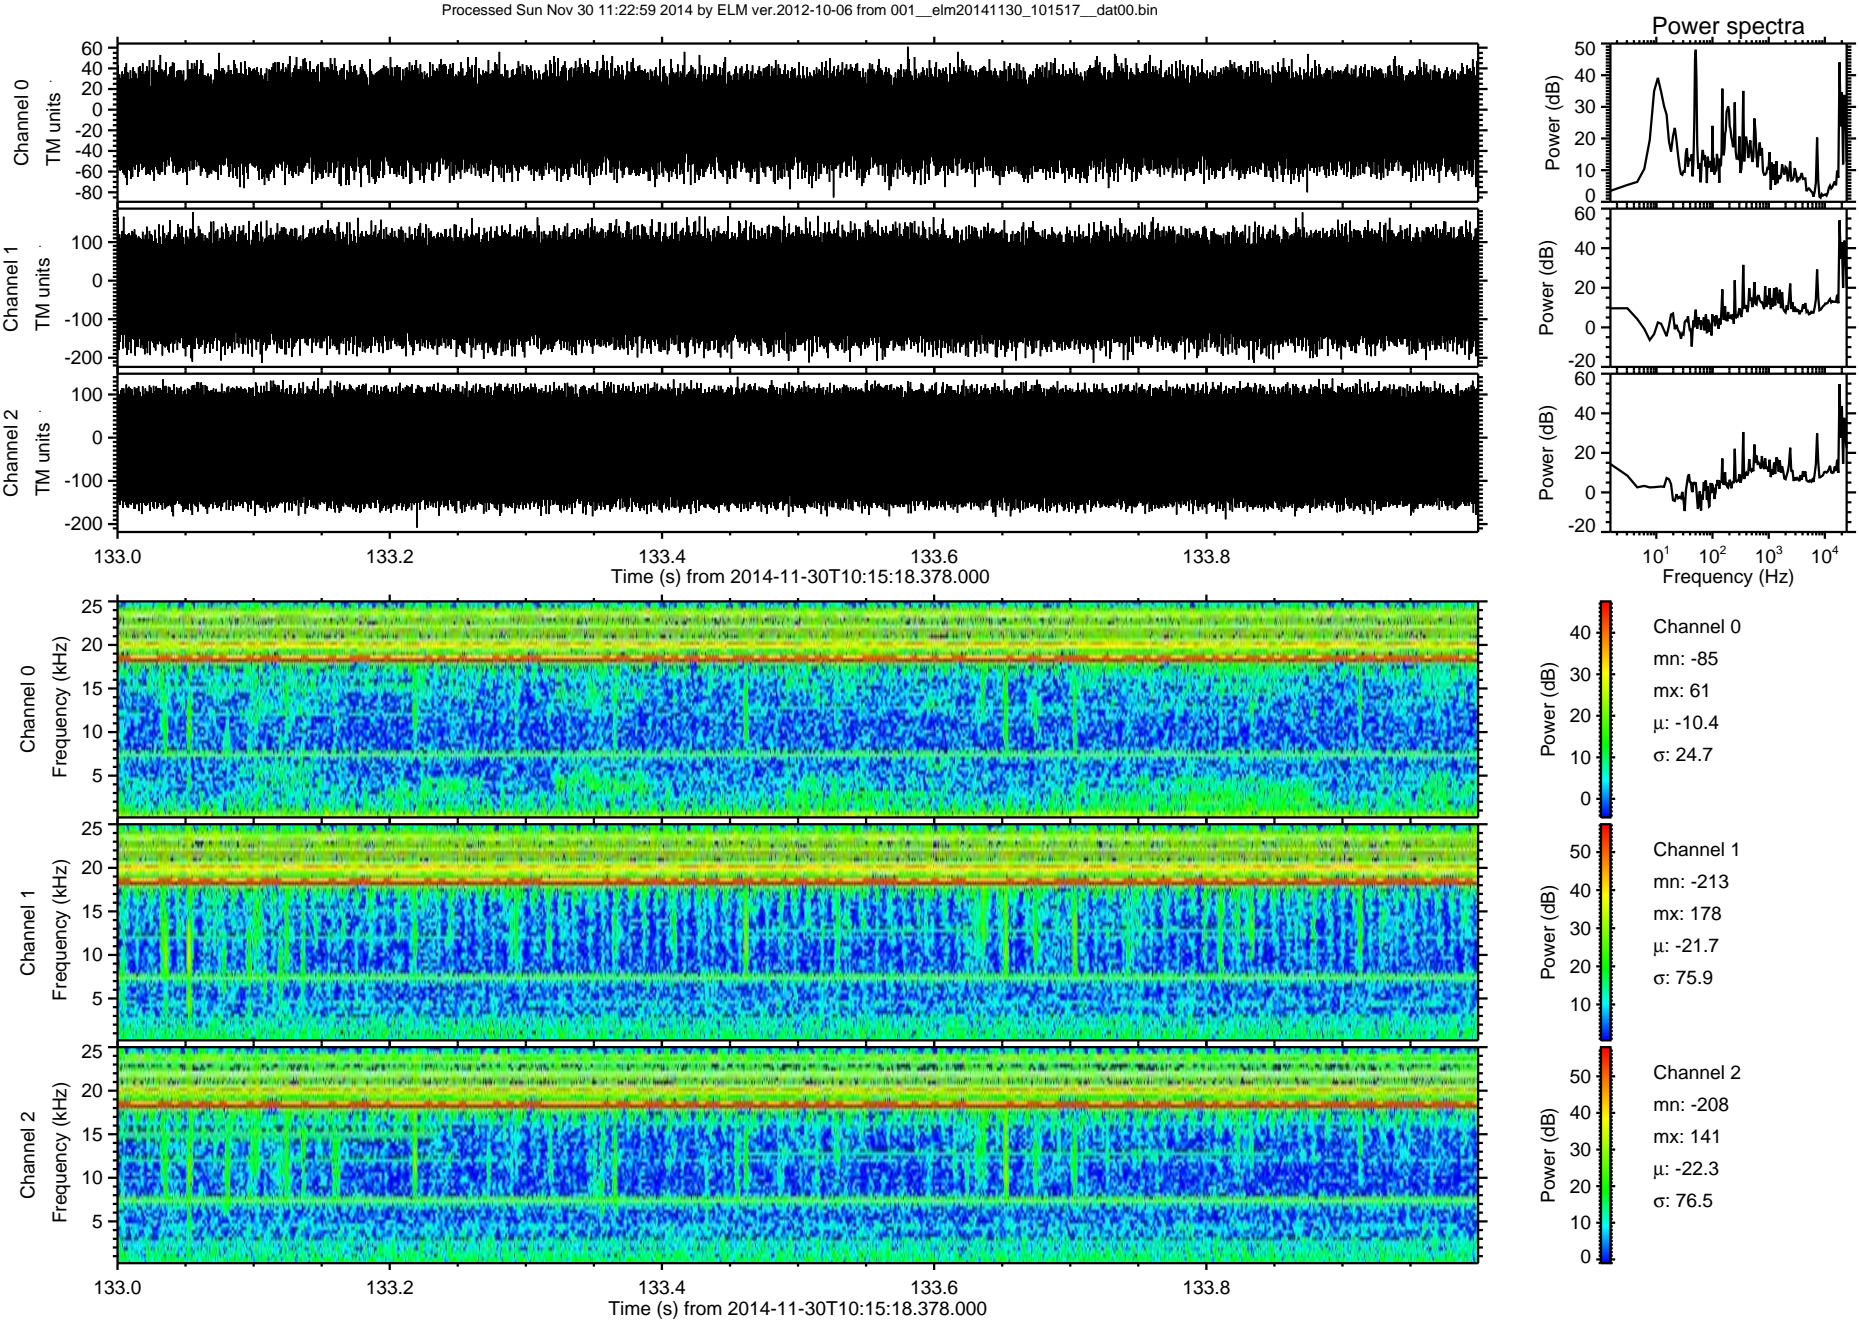 Processed Sun Nov 30 11:22:59 2014 by ELM ver.2012-10-06 from 001__elm20141130_101517__dat00.bin
Power spectra
Channel 0
TM units
60
40
20
0
-20
-40
-60
-80
Power (dB)
50
40
30
20
10
0
Channel 1
TM units
100
0
-100
-200
Power (dB)
60
40
20
0
-20
Channel 2
TM units
100
0
-100
-200
Power (dB)
60
40
20
0
-20
133.0 133.2 133.4 133.6 133.8
Time (s) from 2014-11-30T10:15:18.378.000
10¹ 10² 10³ 10⁴
Frequency (Hz)
Channel 0
Frequency (kHz)
25
20
15
10
5
Power (dB)
40
30
20
10
0
Channel 0
mn: -85
mx: 61
µ: -10.4
σ: 24.7
Channel 1
Frequency (kHz)
25
20
15
10
5
Power (dB)
50
40
30
20
10
Channel 1
mn: -213
mx: 178
µ: -21.7
σ: 75.9
Channel 2
Frequency (kHz)
25
20
15
10
5
Power (dB)
50
40
30
20
10
0
Channel 2
mn: -208
mx: 141
µ: -22.3
σ: 76.5
133.0 133.2 133.4 133.6 133.8
Time (s) from 2014-11-30T10:15:18.378.000